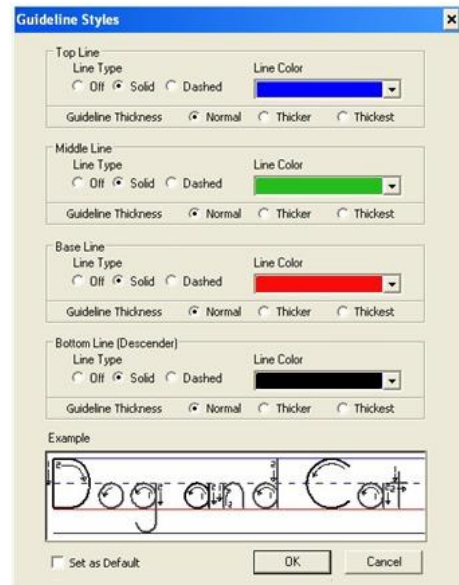 Guideline Styles
Top Line
Line Type Line Color
Off Solid Dashed
Guideline Thickness Normal Thicker Thickest
Middle Line
Line Type Line Color
Off Solid Dashed
Guideline Thickness Normal Thicker Thickest
Base Line
Line Type Line Color
Off Solid Dashed
Guideline Thickness Normal Thicker Thickest
Bottom Line (Descender)
Line Type Line Color
Off Solid Dashed
Guideline Thickness Normal Thicker Thickest
Example
Dog and Cat
Set as Default OK Cancel